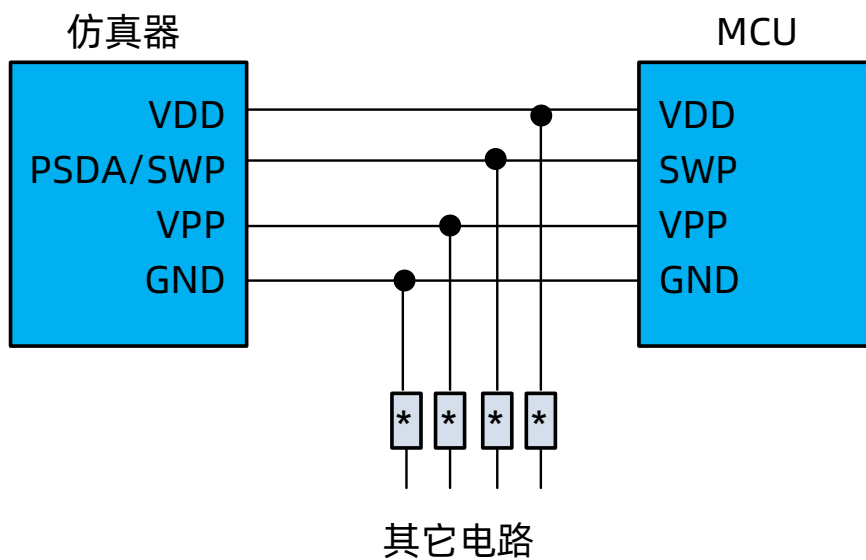 仿真器
MCU
VDD
PSDA/SWP
VPP
GND
VDD
SWP
VPP
GND
* * * *
其它电路